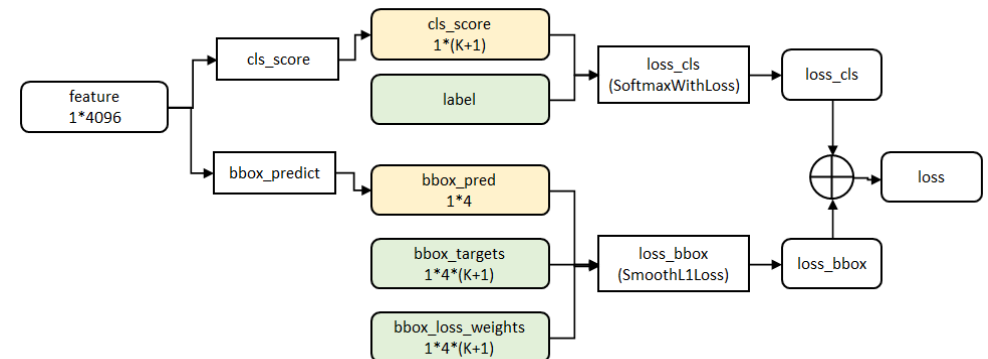 feature
1*4096
cls_score
bbox_predict
cls_score
1*(K+1)
label
bbox_pred
1*4
bbox_targets
1*4*(K+1)
bbox_loss_weights
1*4*(K+1)
loss_cls
(SoftmaxWithLoss)
loss_bbox
(SmoothL1Loss)
loss_cls
loss_bbox
loss